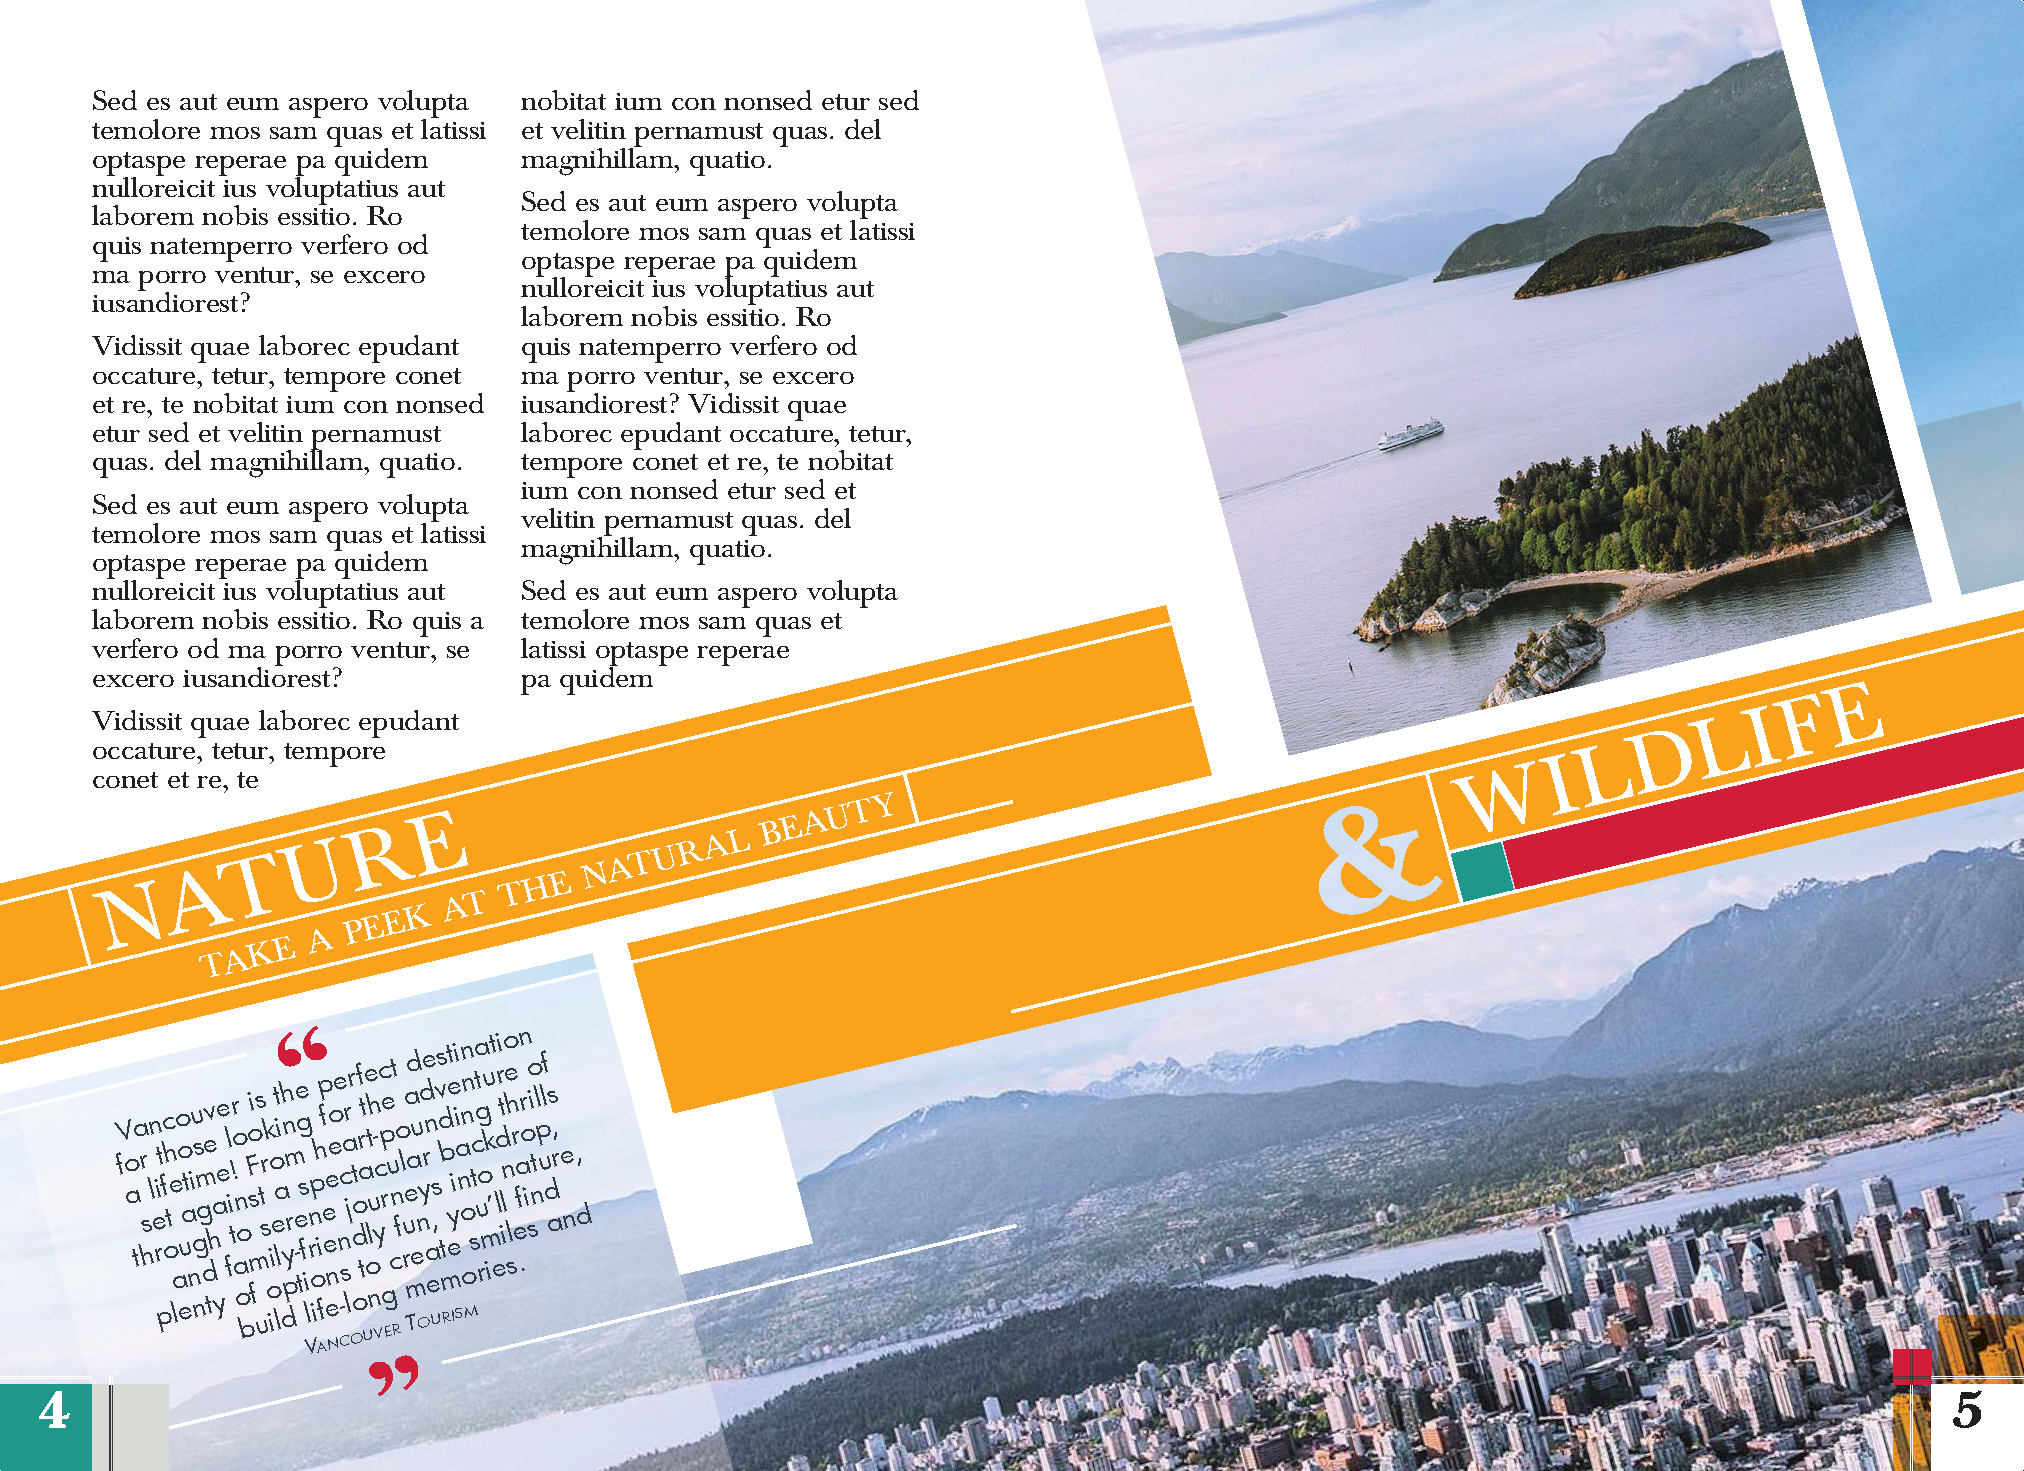 Sed es aut eum aspero volupta
temolore mos sam quas et latissi
optaspe reperae pa quidem
nulloreicit ius voluptatius aut
laborem nobis essitio. Ro
quis natemperro verfero od
ma porro ventur, se excero
iusandiorest?
Vidissit quae laborec epudant
occature, tetur, tempore conet
et re, te nobitat ium con nonsed
etur sed et velitin pernamust
quas. del magnihillam, quatio.
Sed es aut eum aspero volupta
temolore mos sam quas et latissi
optaspe reperae pa quidem
nulloreicit ius voluptatius aut
laborem nobis essitio. Ro quis a
verfero od ma porro ventur, se
excero iusandiorest?
Vidissit quae laborec epudant
occature, tetur, tempore
conet et re, te
nobitat ium con nonsed etur sed
et velitin pernamust quas. del
magnihillam, quatio.
Sed es aut eum aspero volupta
temolore mos sam quas et latissi
optaspe reperae pa quidem
nulloreicit ius voluptatius aut
laborem nobis essitio. Ro
quis natemperro verfero od
ma porro ventur, se excero
iusandiorest? Vidissit quae
laborec epudant occature, tetur,
tempore conet et re, te nobitat
ium con nonsed etur sed et
velitin pernamust quas. del
magnihillam, quatio.
Sed es aut eum aspero volupta
temolore mos sam quas et
latissi optaspe reperae
pa quidem
NATURE
& WILDLIFE
TAKE A PEEK AT THE NATURAL BEAUTY
“
Vancouver is the perfect destination
for those looking for the adventure of
a lifetime! From heart-pounding thrills
set against a spectacular backdrop,
through to serene journeys into nature,
and family-friendly fun, you’ll find
plenty of options to create smiles and
build life-long memories.
Vancouver Tourism
”
4
5